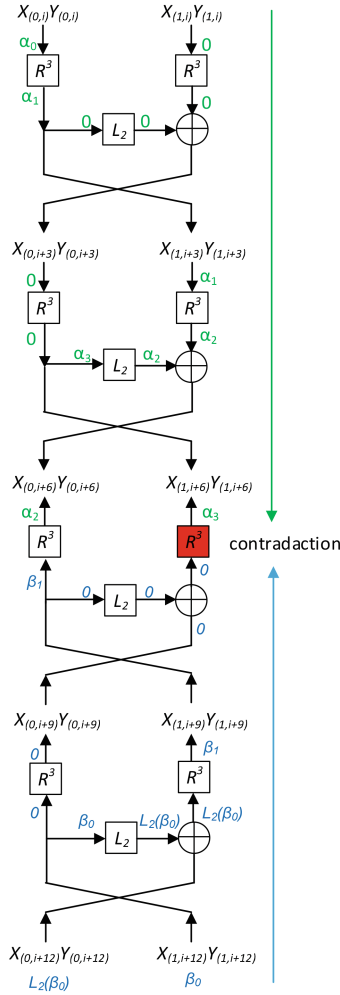 X(0,i)Y(0,i) X(1,i)Y(1,i)
α0 0
R³ R³
α1 0
0 L2 0
X(0,i+3)Y(0,i+3) X(1,i+3)Y(1,i+3)
0 α1
R³ R³
0 α2
α3 L2 α2
X(0,i+6)Y(0,i+6) X(1,i+6)Y(1,i+6)
α2 α3
R³ R³ contradaction
β1 0
0 L2 0
0
X(0,i+9)Y(0,i+9) X(1,i+9)Y(1,i+9)
0 β1
R³ R³
0 β0 L2(β0) L2(β0)
L2
X(0,i+12)Y(0,i+12) X(1,i+12)Y(1,i+12)
L2(β0) β0